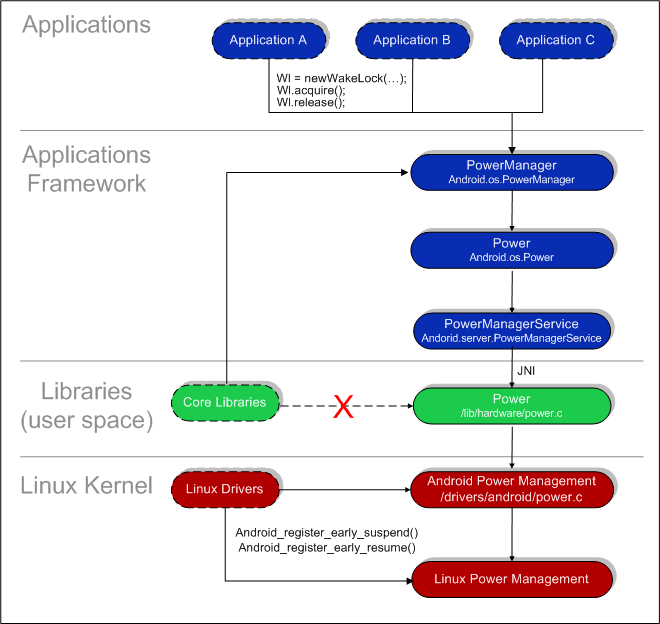 Applications
Application A
Application B
Application C
Wl = newWakeLock(…);
Wl.acquire();
Wl.release();
Applications
Framework
PowerManager
Android.os.PowerManager
Power
Android.os.Power
PowerManagerService
Andorid.server.PowerManagerService
JNI
Libraries
(user space)
Core Libraries
X
Power
/lib/hardware/power.c
Linux Kernel
Linux Drivers
Android Power Management
/drivers/android/power.c
Android_register_early_suspend()
Android_register_early_resume()
Linux Power Management